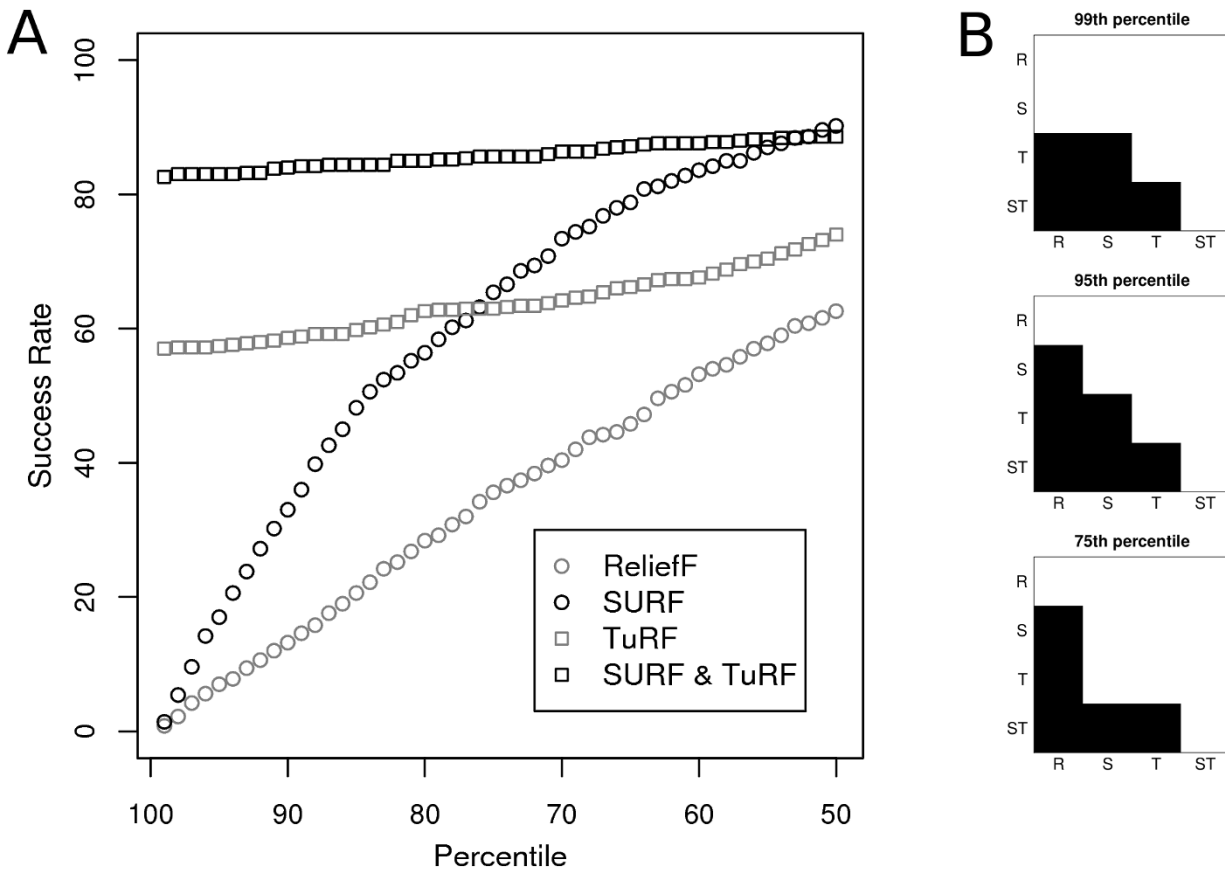 A
Success Rate
100
80
60
40
20
0
100 90 80 70 60 50
Percentile
ReliefF
SURF
TuRF
SURF & TuRF
B
99th percentile
R
S
T
ST
R S T ST
95th percentile
R
S
T
ST
R S T ST
75th percentile
R
S
T
ST
R S T ST